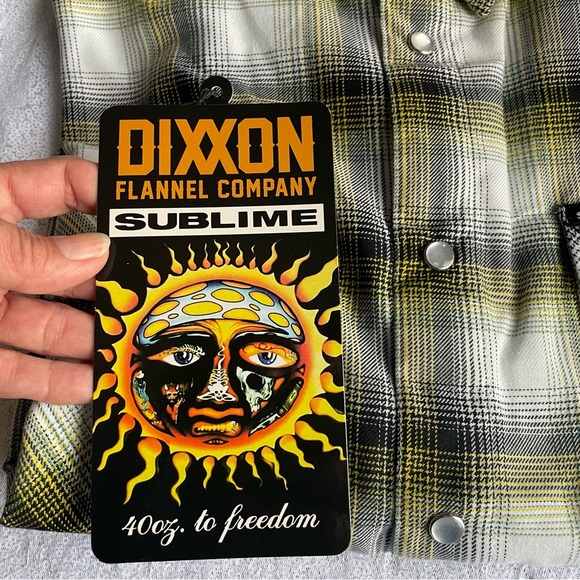 DIXXON
FLANNEL COMPANY
SUBLIME
40oz. to freedom